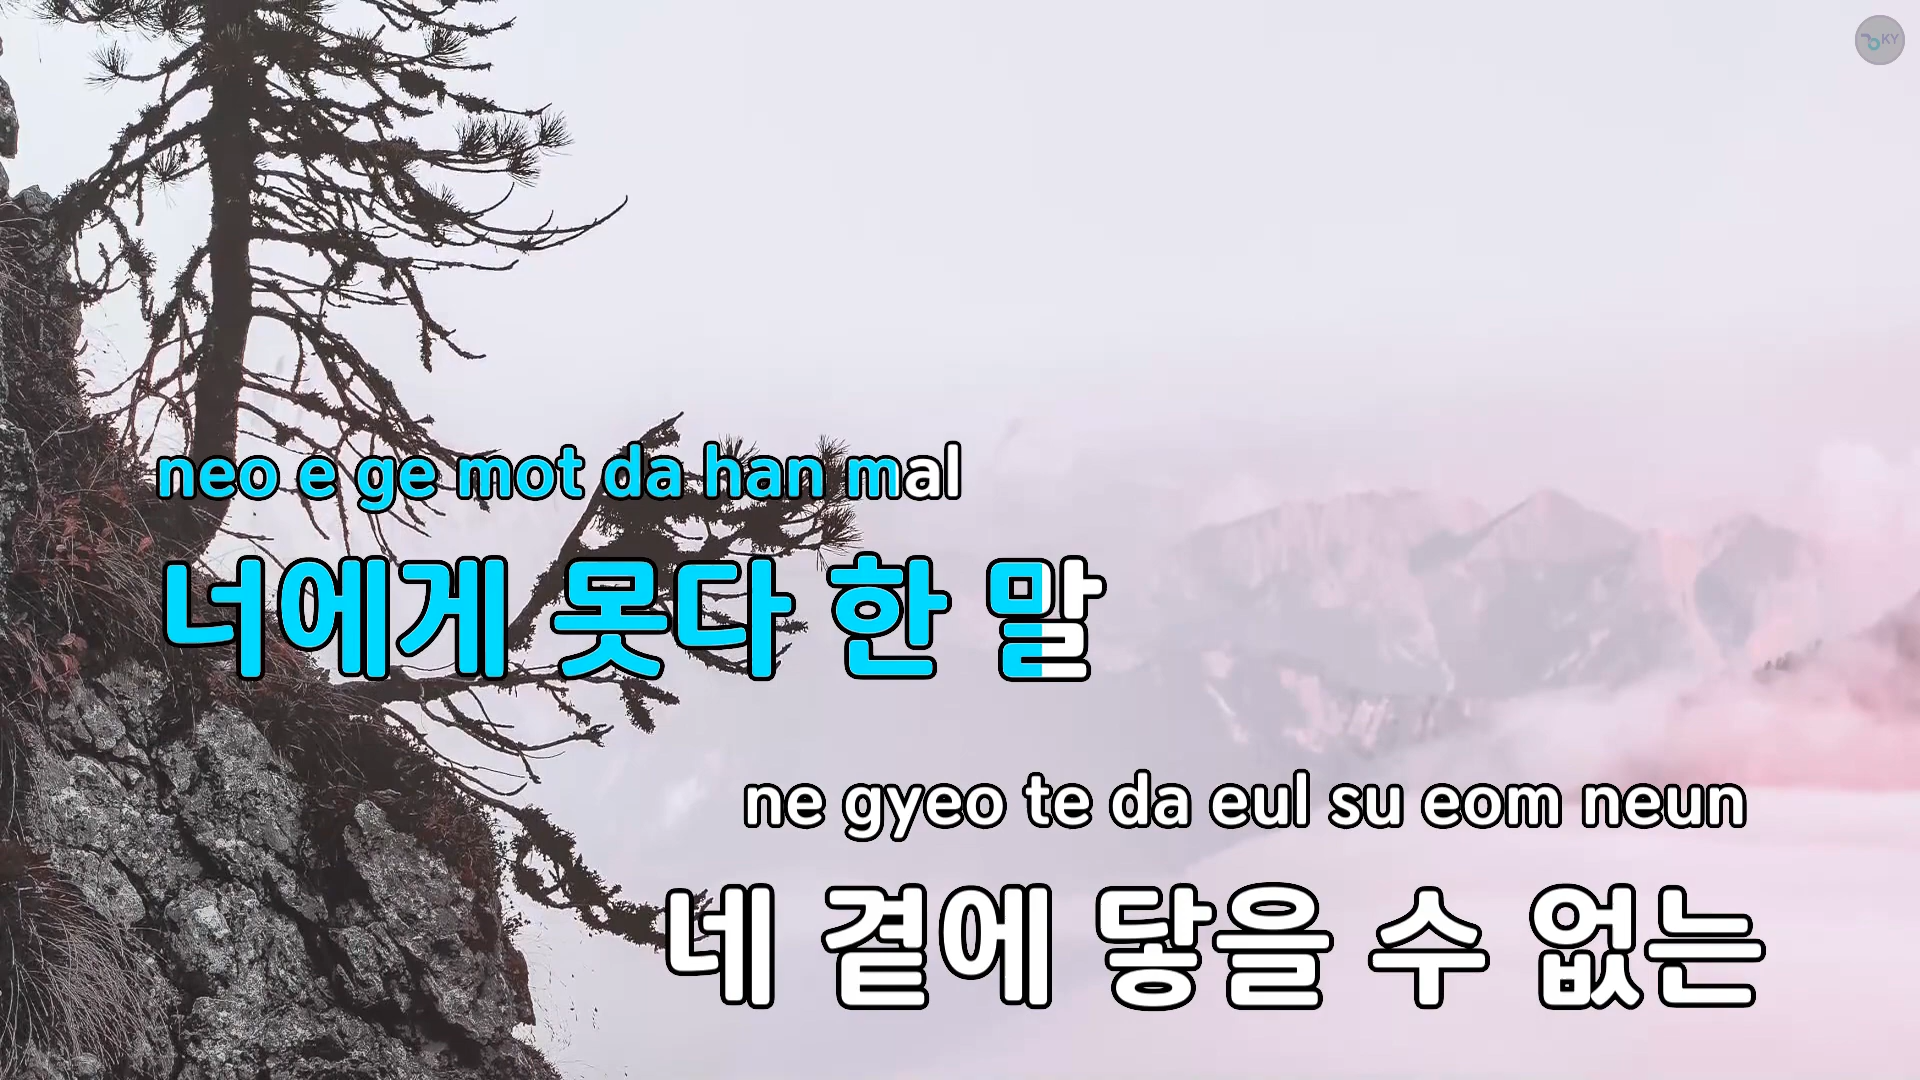 KY
neo e ge mot da han mal
너에게 못다 한 말
ne gyeo te da eul su eom neun
네 곁에 닿을 수 없는